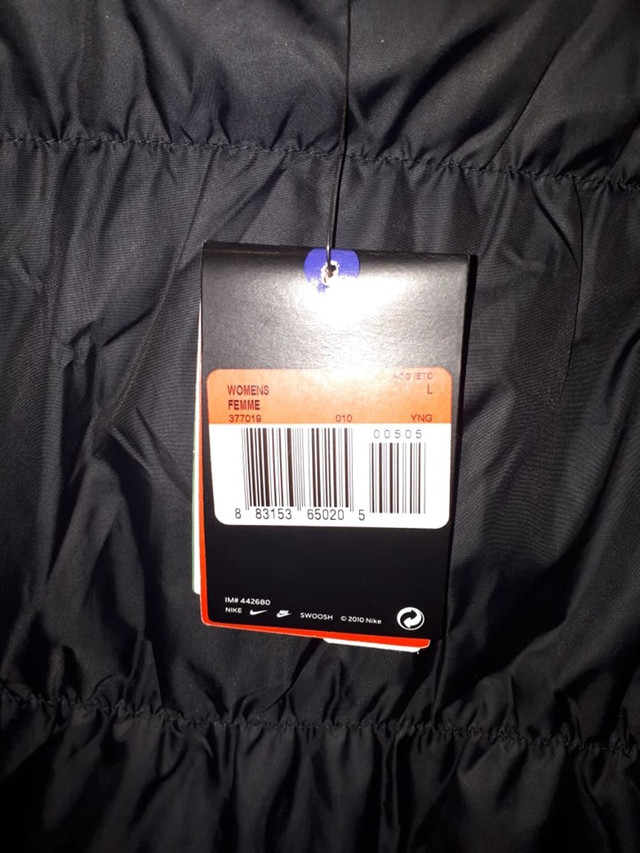 WOMENS L
FEMME
377019 010 YNG
00505
8 83153 65020 5
IM# 442680
NIKE SWOOSH © 2010 Nike